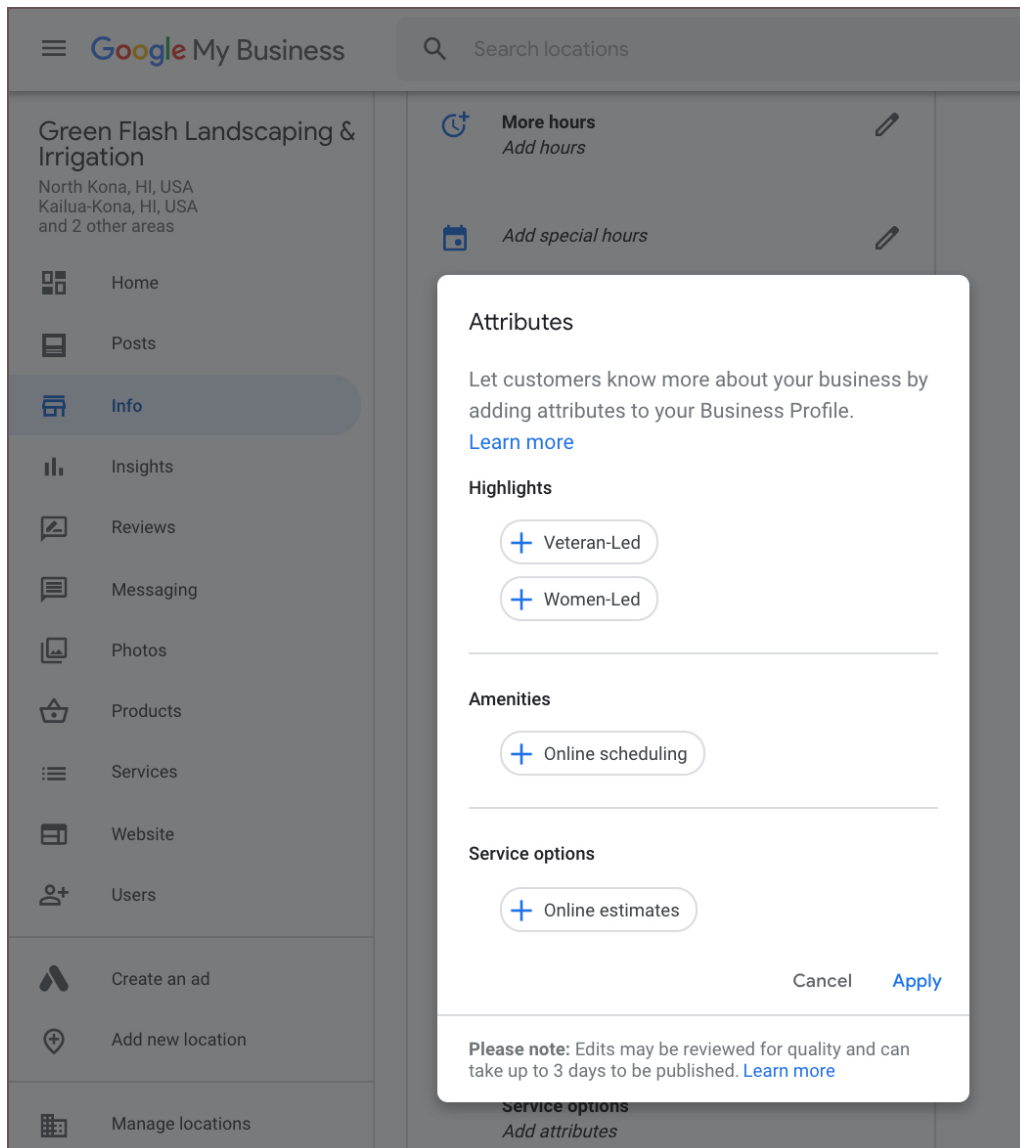 Google My Business
Search locations
Green Flash Landscaping &
Irrigation
North Kona, HI, USA
Kailua-Kona, HI, USA
and 2 other areas
Home
Posts
Info
Insights
Reviews
Messaging
Photos
Products
Services
Website
Users
Create an ad
Add new location
Manage locations
More hours
Add hours
Add special hours
Attributes
Let customers know more about your business by
adding attributes to your Business Profile.
Learn more
Highlights
Veteran-Led
Women-Led
Amenities
Online scheduling
Service options
Online estimates
Cancel Apply
Please note: Edits may be reviewed for quality and can
take up to 3 days to be published. Learn more
Service options
Add attributes